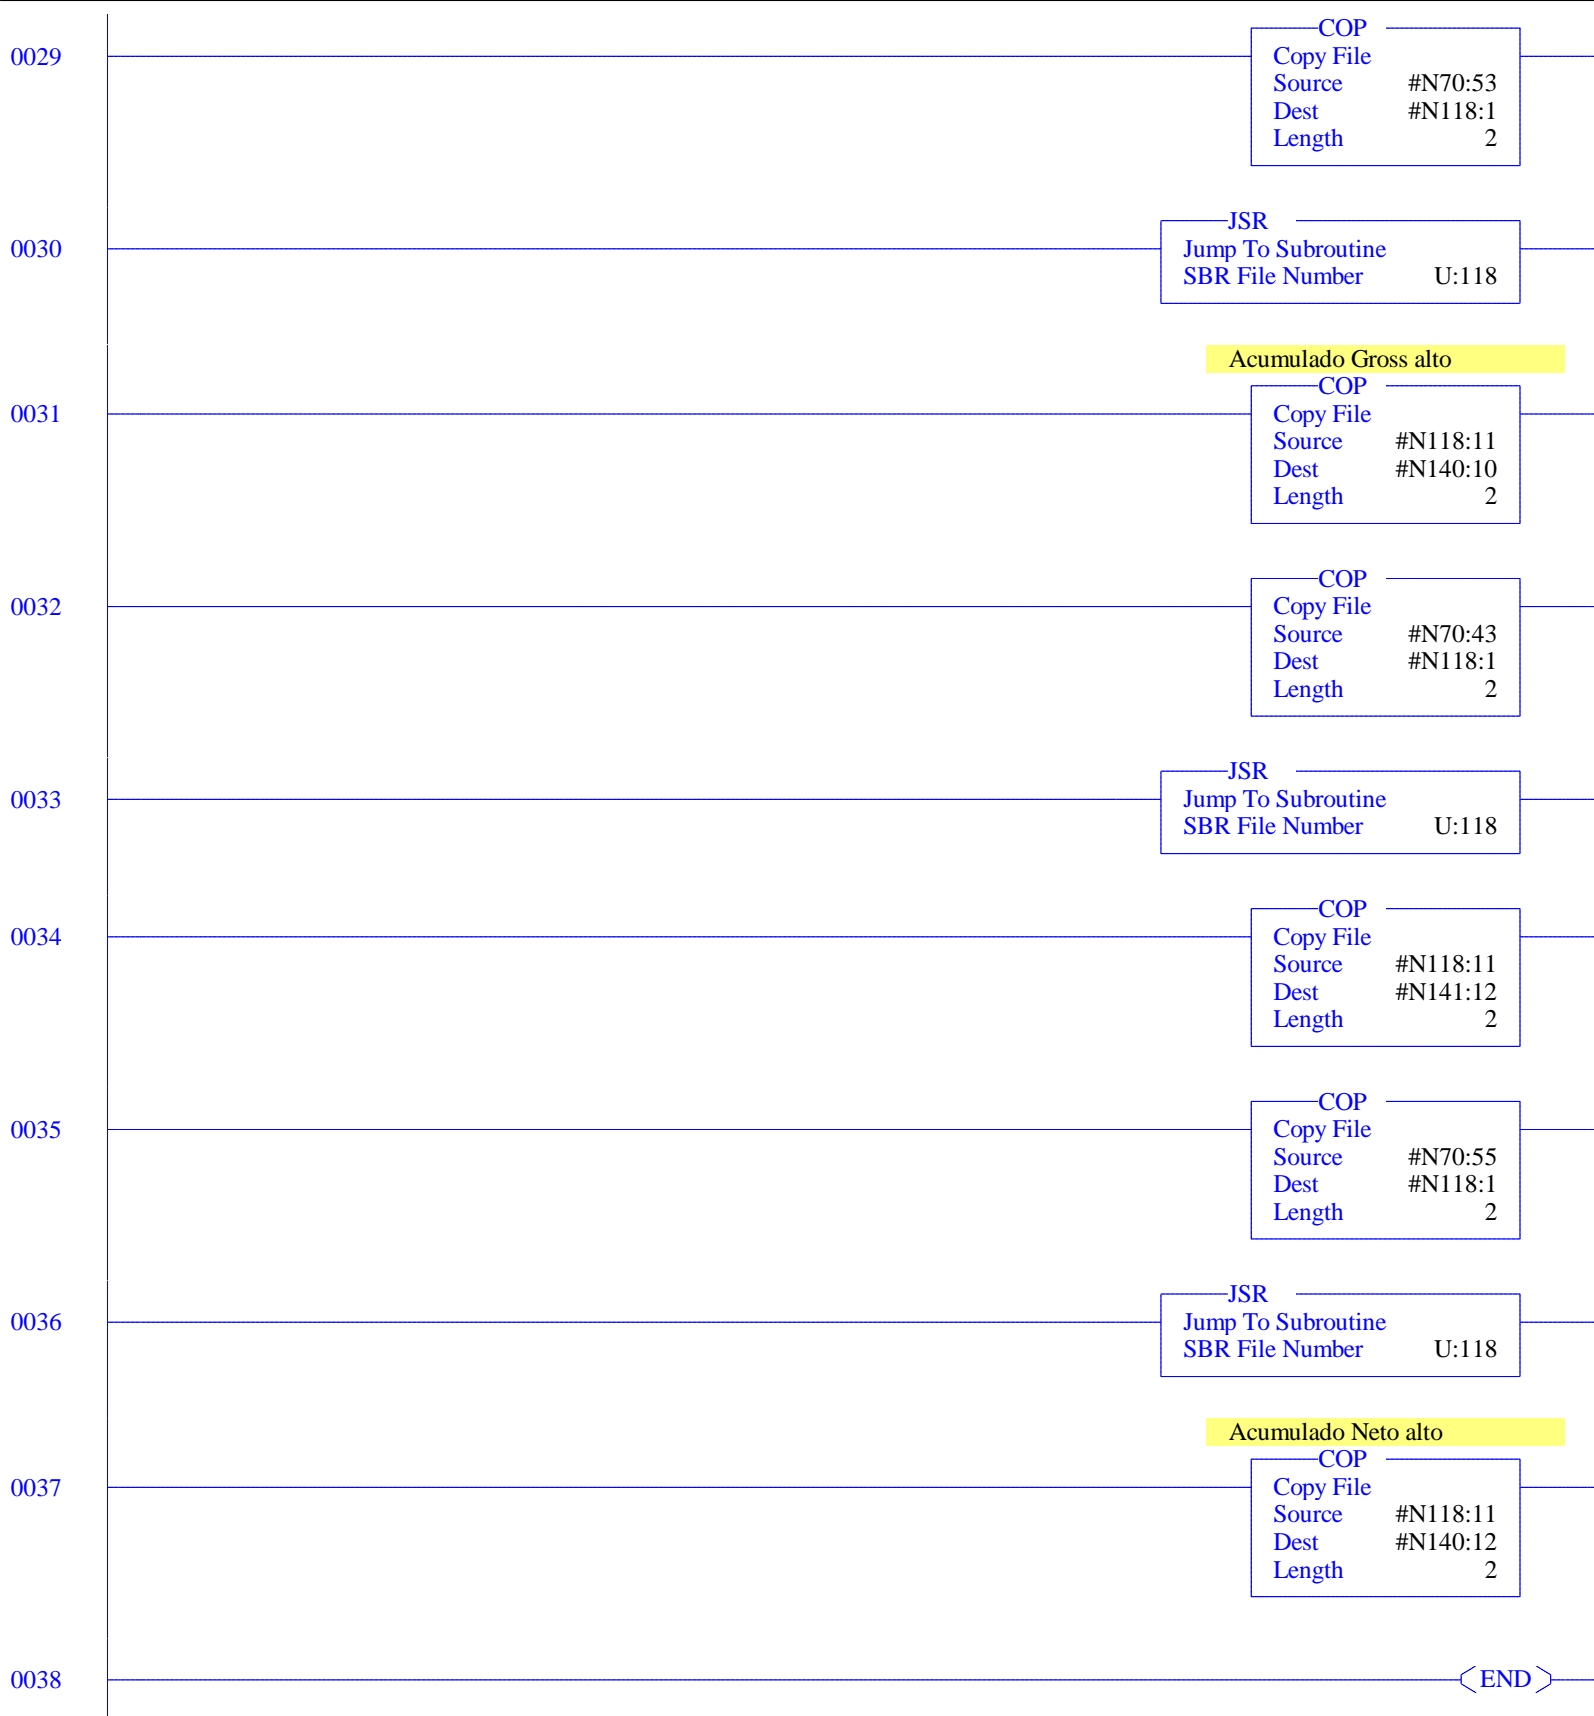 COP
0029
Copy File
Source #N70:53
Dest #N118:1
Length 2
JSR
0030
Jump To Subroutine
SBR File Number U:118
Acumulado Gross alto
COP
0031
Copy File
Source #N118:11
Dest #N140:10
Length 2
COP
0032
Copy File
Source #N70:43
Dest #N118:1
Length 2
JSR
0033
Jump To Subroutine
SBR File Number U:118
COP
0034
Copy File
Source #N118:11
Dest #N141:12
Length 2
COP
0035
Copy File
Source #N70:55
Dest #N118:1
Length 2
JSR
0036
Jump To Subroutine
SBR File Number U:118
Acumulado Neto alto
COP
0037
Copy File
Source #N118:11
Dest #N140:12
Length 2
0038
END